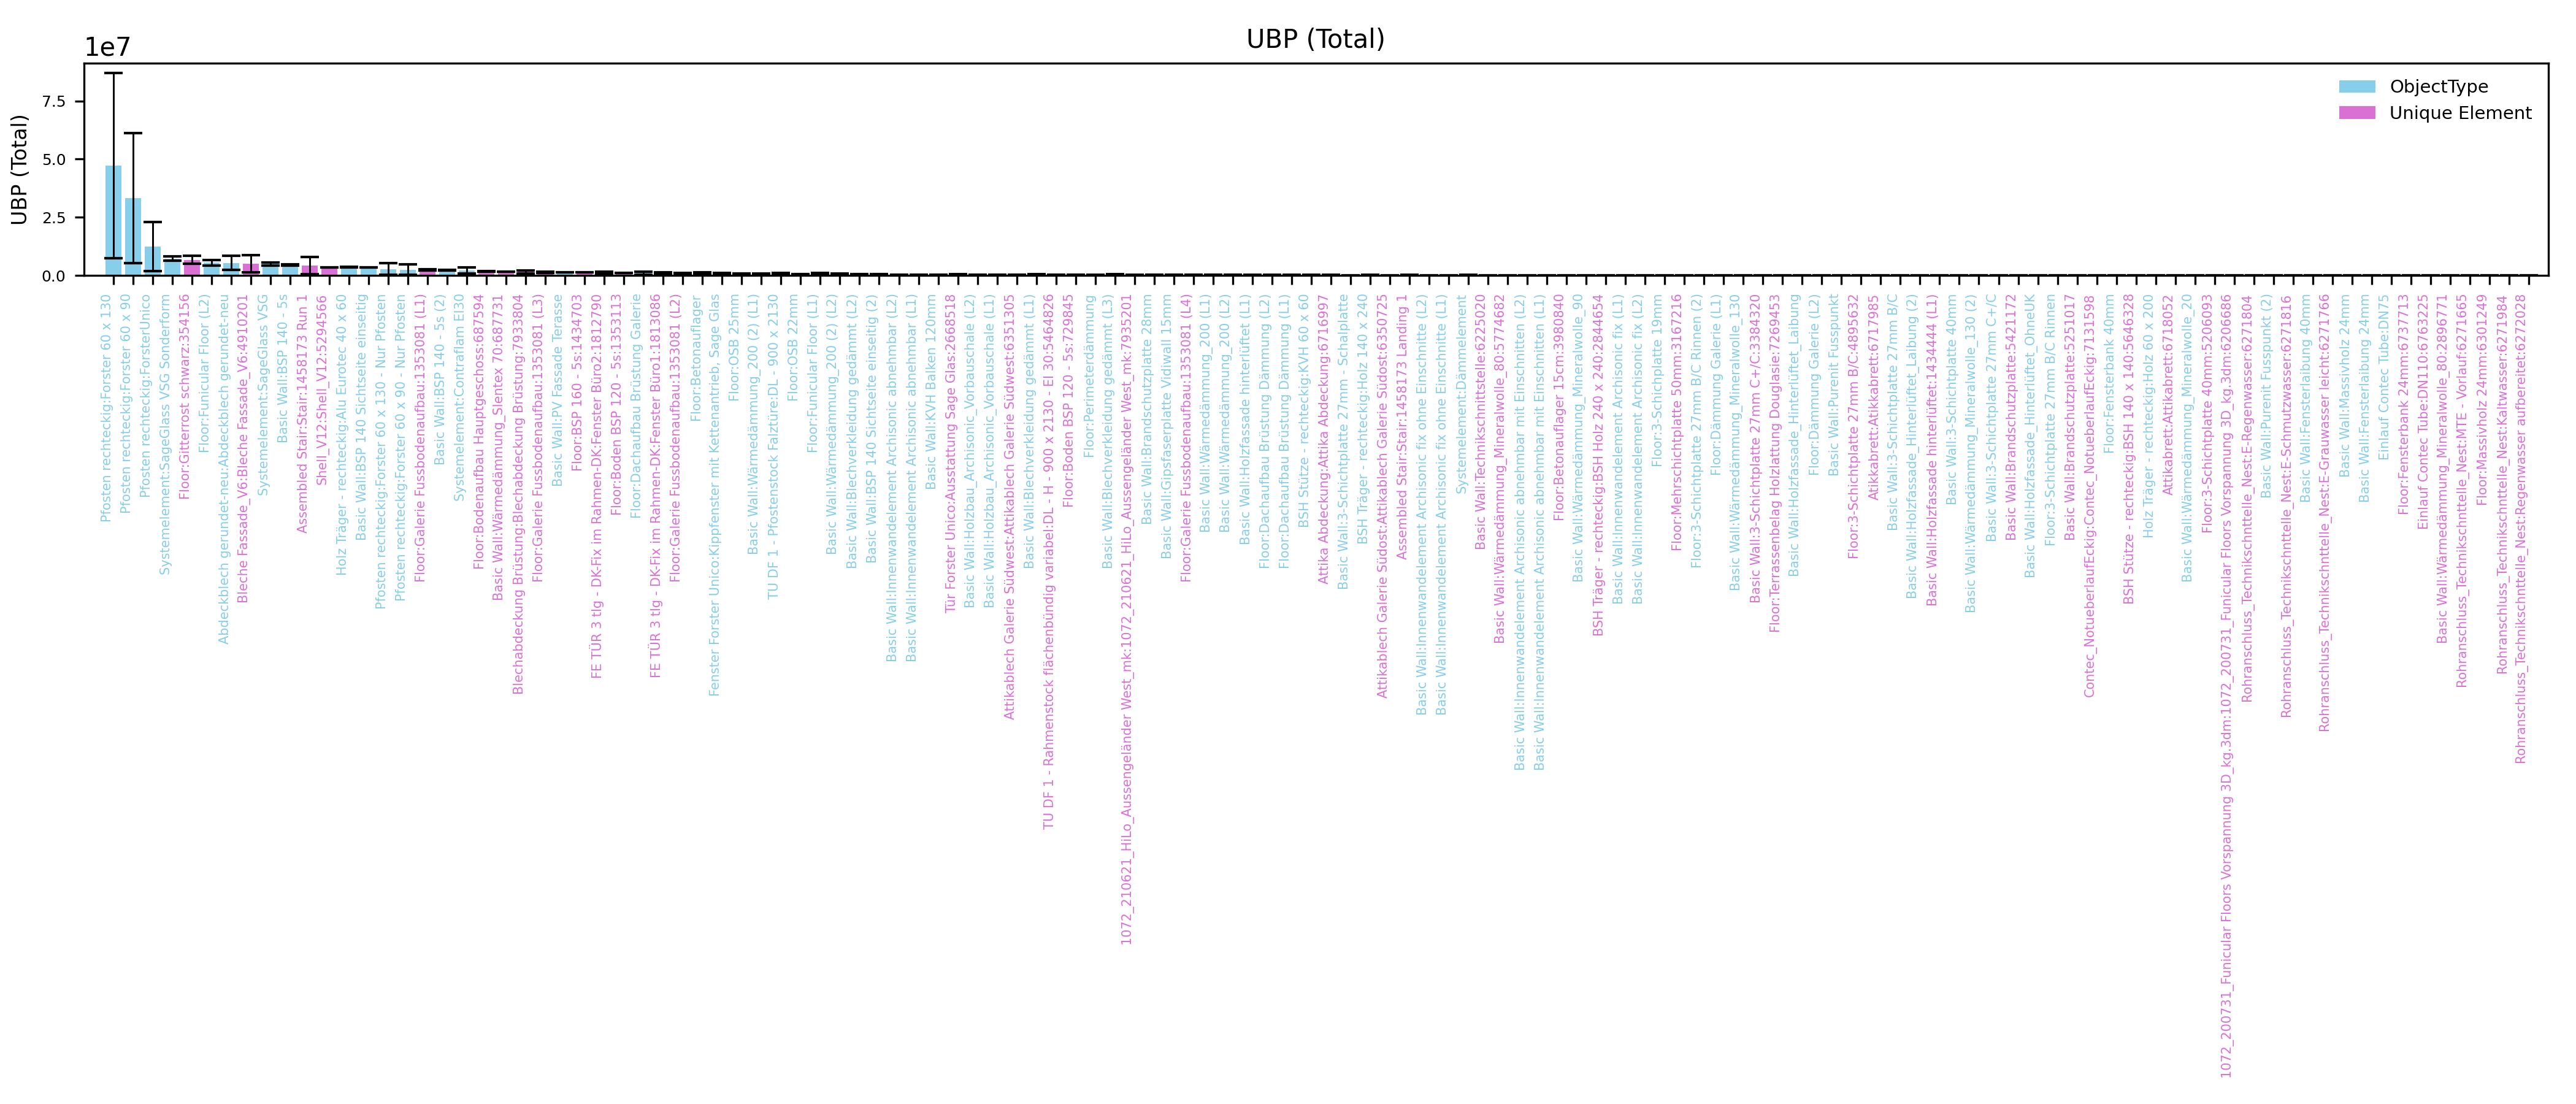 UBP (Total)
1e7
UBP (Total)
7.5
5.0
2.5
0.0
ObjectType
Unique Element
Pfosten rechteckig:Forster 60 x 130
Pfosten rechteckig:Forster 60 x 90
Pfosten rechteckig:ForsterUnico
Systemelement:SageGlass VSG Sonderform
Floor:Gitterrost schwarz:354156
Floor:Funicular Floor (L2)
Abdeckblech gerundet-neu:Abdeckblech gerundet-neu
Bleche Fassade_V6:Bleche Fassade_V6:4910201
Systemelement:SageGlass VSG
Basic Wall:BSP 140 - 5s
Assembled Stair:Stair:1458173 Run 1
Shell_V12:Shell_V12:5294566
Holz Träger - rechteckig:Alu Eurotec 40 x 60
Basic Wall:BSP 140 Sichtseite einseitig
Pfosten rechteckig:Forster 60 x 130 - Nur Pfosten
Pfosten rechteckig:Forster 60 x 90 - Nur Pfosten
Floor:Galerie Fussbodenaufbau:1353081 (L1)
Basic Wall:BSP 140 - 5s (2)
Systemelement:Contraflam EI30
Floor:Bodenaufbau Hauptgeschoss:687594
Basic Wall:Wärmedämmung_Slentex 70:687731
Blechabdeckung Brüstung:Blechabdeckung Brüstung:7933804
Floor:Galerie Fussbodenaufbau:1353081 (L3)
Basic Wall:PV Fassade Terasse
Floor:BSP 160 - 5s:1434703
FE TÜR 3 tlg - DK-Fix im Rahmen-DK:Fenster Büro2:1812790
Floor:Boden BSP 120 - 5s:1353113
Floor:Dachaufbau Brüstung Galerie
FE TÜR 3 tlg - DK-Fix im Rahmen-DK:Fenster Büro1:1813086
Floor:Galerie Fussbodenaufbau:1353081 (L2)
Floor:Betonauflager
Fenster Forster Unico:Kippfenster mit Kettenantrieb, Sage Glas
Floor:OSB 25mm
Basic Wall:Wärmedämmung_200 (2) (L1)
TU DF 1 - Pfostenstock Falztüre:DL - 900 x 2130
Floor:OSB 22mm
Floor:Funicular Floor (L1)
Basic Wall:Wärmedämmung_200 (2) (L2)
Basic Wall:Blechverkleidung gedämmt (L2)
Basic Wall:BSP 140 Sichtseite einseitig (2)
Basic Wall:Innenwandelement Archisonic abnehmbar (L2)
Basic Wall:Innenwandelement Archisonic abnehmbar (L1)
Basic Wall:KVH Balken 120mm
Tür Forster Unico:Ausstattung Sage Glas:2668518
Basic Wall:Holzbau_Archisonic_Vorbauschale (L2)
Basic Wall:Holzbau_Archisonic_Vorbauschale (L1)
Attikablech Galerie Südwest:Attikablech Galerie Südwest:6351305
Basic Wall:Blechverkleidung gedämmt (L1)
TU DF 1 - Rahmenstock flächenbündig variabel:DL - H - 900 x 2130 - EI 30:5464826
Floor:Boden BSP 120 - 5s:729845
Floor:Perimeterdämmung
Basic Wall:Blechverkleidung gedämmt (L3)
1072_210621_HiLo_Aussengeländer West_mk:1072_210621_HiLo_Aussengeländer West_mk:7935201
Basic Wall:Brandschutzplatte 28mm
Basic Wall:Gipsfaserplatte Vidiwall 15mm
Floor:Galerie Fussbodenaufbau:1353081 (L4)
Basic Wall:Wärmedämmung_200 (L1)
Basic Wall:Wärmedämmung_200 (L2)
Basic Wall:Holzfassade hinterlüftet (L1)
Floor:Dachaufbau Brüstung Dämmung (L2)
Floor:Dachaufbau Brüstung Dämmung (L1)
BSH Stütze - rechteckig:KVH 60 x 60
Attika Abdeckung:Attika Abdeckung:6716997
Basic Wall:3-Schichtplatte 27mm - Schalplatte
BSH Träger - rechteckig:Holz 140 x 240
Attikablech Galerie Südost:Attikablech Galerie Südost:6350725
Assembled Stair:Stair:1458173 Landing 1
Basic Wall:Innenwandelement Archisonic fix ohne Einschnitte (L2)
Basic Wall:Innenwandelement Archisonic fix ohne Einschnitte (L1)
Systemelement:Dämmelement
Basic Wall:Technikschnittstelle:6225020
Basic Wall:Wärmedämmung_Mineralwolle_80:5774682
Basic Wall:Innenwandelement Archisonic abnehmbar mit Einschnitten (L2)
Basic Wall:Innenwandelement Archisonic abnehmbar mit Einschnitten (L1)
Floor:Betonauflager 15cm:3980840
Basic Wall:Wärmedämmung_Mineralwolle_90
BSH Träger - rechteckig:BSH Holz 240 x 240:2844654
Basic Wall:Innenwandelement Archisonic fix (L1)
Basic Wall:Innenwandelement Archisonic fix (L2)
Floor:3-Schichplatte 19mm
Floor:Mehrschichtplatte 50mm:3167216
Floor:3-Schichtplatte 27mm B/C Rinnen (2)
Floor:Dämmung Galerie (L1)
Basic Wall:Wärmedämmung_Mineralwolle_130
Basic Wall:3-Schichtplatte 27mm C+/C:3384320
Floor:Terrassenbelag Holzlattung Douglasie:7269453
Basic Wall:Holzfassade_Hinterlüftet_Laibung
Floor:Dämmung Galerie (L2)
Basic Wall:Purenit Fusspunkt
Floor:3-Schichtplatte 27mm B/C:4895632
Atikabrett:Atikkabrett:6717985
Basic Wall:3-Schichtplatte 27mm B/C
Basic Wall:Holzfassade_Hinterlüftet_Laibung (2)
Basic Wall:Holzfassade hinterlüftet:1434444 (L1)
Basic Wall:3-Schichtplatte 40mm
Basic Wall:Wärmedämmung_Mineralwolle_130 (2)
Basic Wall:3-Schichtplatte 27mm C+/C
Basic Wall:Brandschutzplatte:5421172
Basic Wall:Holzfassade_Hinterlüftet_OhneUK
Floor:3-Schichtplatte 27mm B/C Rinnen
Basic Wall:Brandschutzplatte:5251017
Contec_NotueberlaufEckig:Contec_NotueberlaufEckig:7131598
Floor:Fensterbank 40mm
BSH Stütze - rechteckig:BSH 140 x 140:5646328
Holz Träger - rechteckig:Holz 60 x 200
Attikabrett:Attikabrett:6718052
Basic Wall:Wärmedämmung_Mineralwolle_20
Floor:3-Schichtplatte 40mm:5206093
1072_200731_Funicular Floors Vorspannung 3D_kg.3dm:1072_200731_Funicular Floors Vorspannung 3D_kg.3dm:6206686
Rohranschluss_Technikschnttelle_Nest:E-Regenwasser:6271804
Basic Wall:Purenit Fusspunkt (2)
Rohranschluss_Technikschnttelle_Nest:E-Schmutzwasser:6271816
Basic Wall:Fensterlaibung 40mm
Rohranschluss_Technikschnttelle_Nest:E-Grauwasser leicht:6271766
Basic Wall:Massivholz 24mm
Basic Wall:Fensterlaibung 24mm
Einlauf Contec Tube:DN75
Floor:Fensterbank 24mm:6737713
Einlauf Contec Tube:DN110:6763225
Basic Wall:Wärmedämmung_Mineralwolle_80:2896771
Rohranschluss_Technikschnttelle_Nest:MTE - Vorlauf:6271665
Floor:Massivholz 24mm:6301249
Rohranschluss_Technikschnttelle_Nest:Kaltwasser:6271984
Rohranschluss_Technikschnttelle_Nest:Regenwasser aufbereitet:6272028